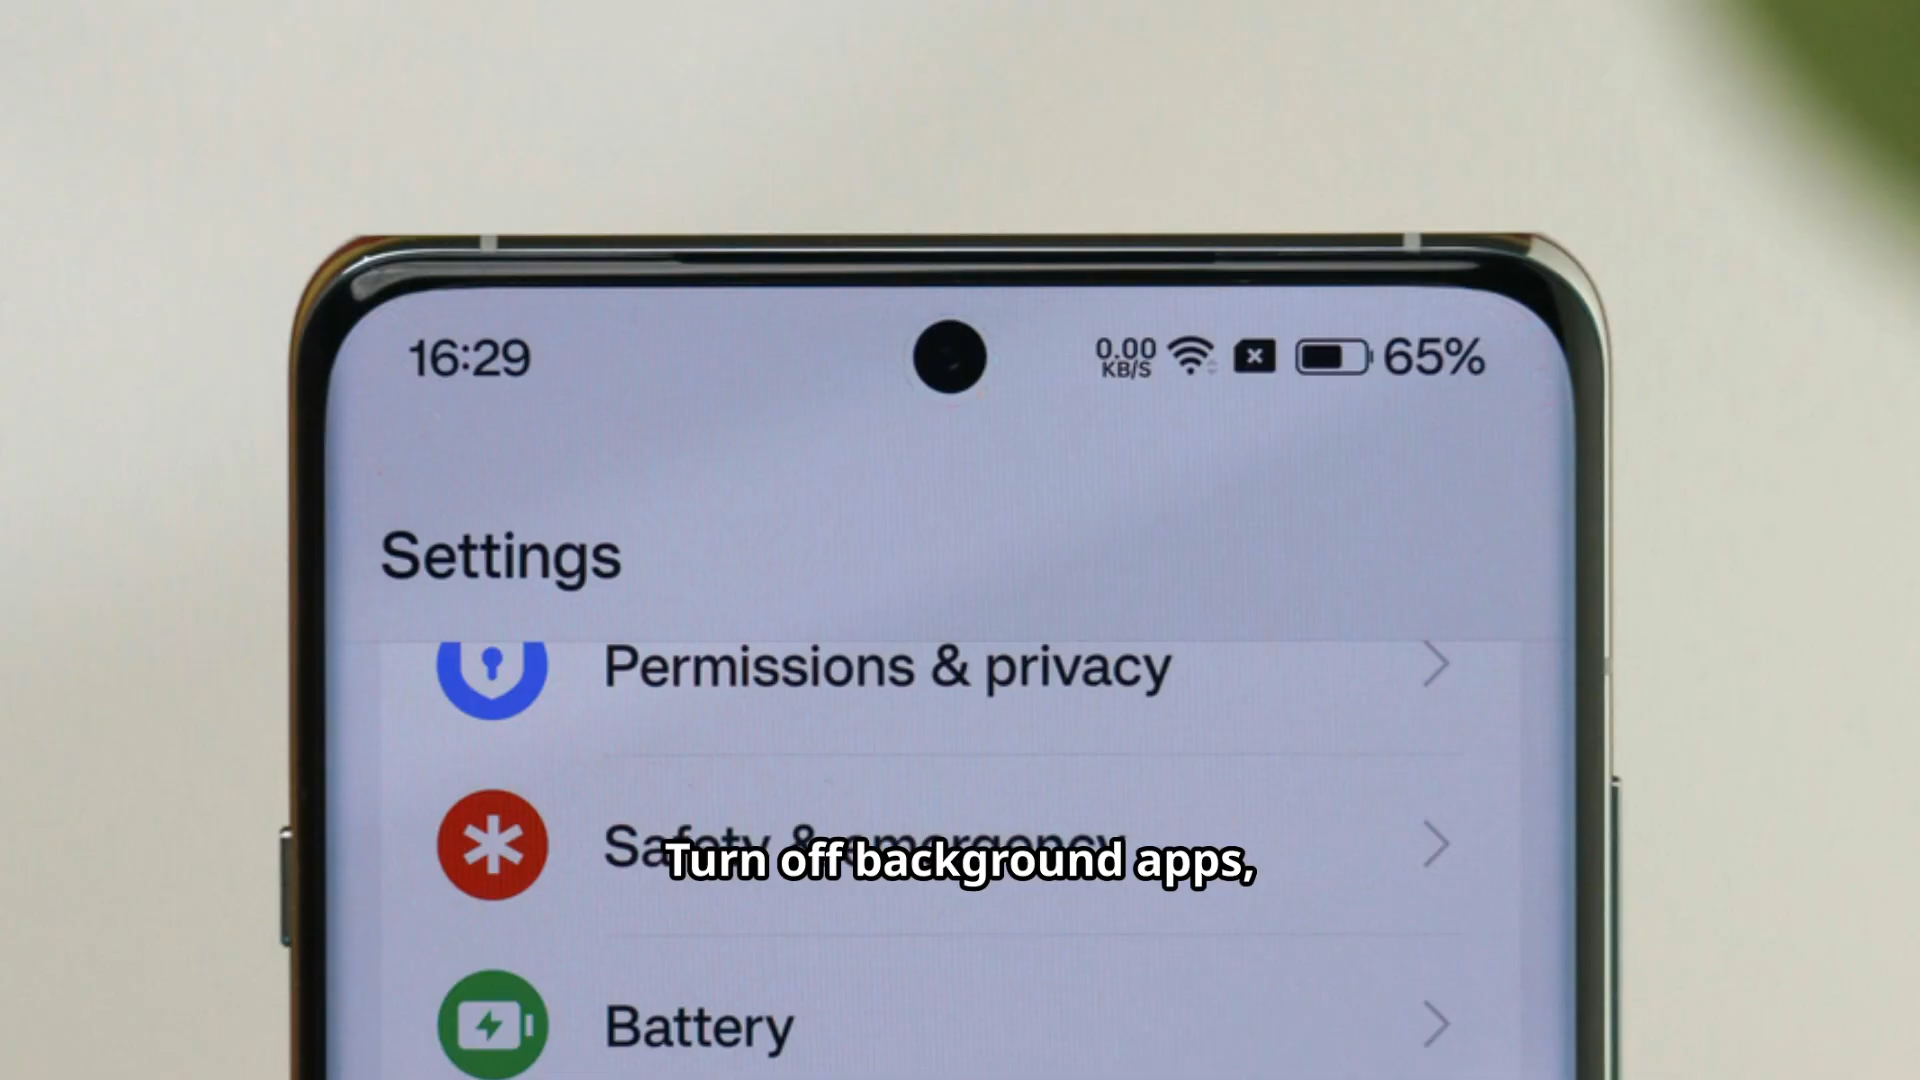 16:29
0.00
KB/S
65%
Settings
Permissions & privacy
Safety & emergency
Turn off background apps,
Battery